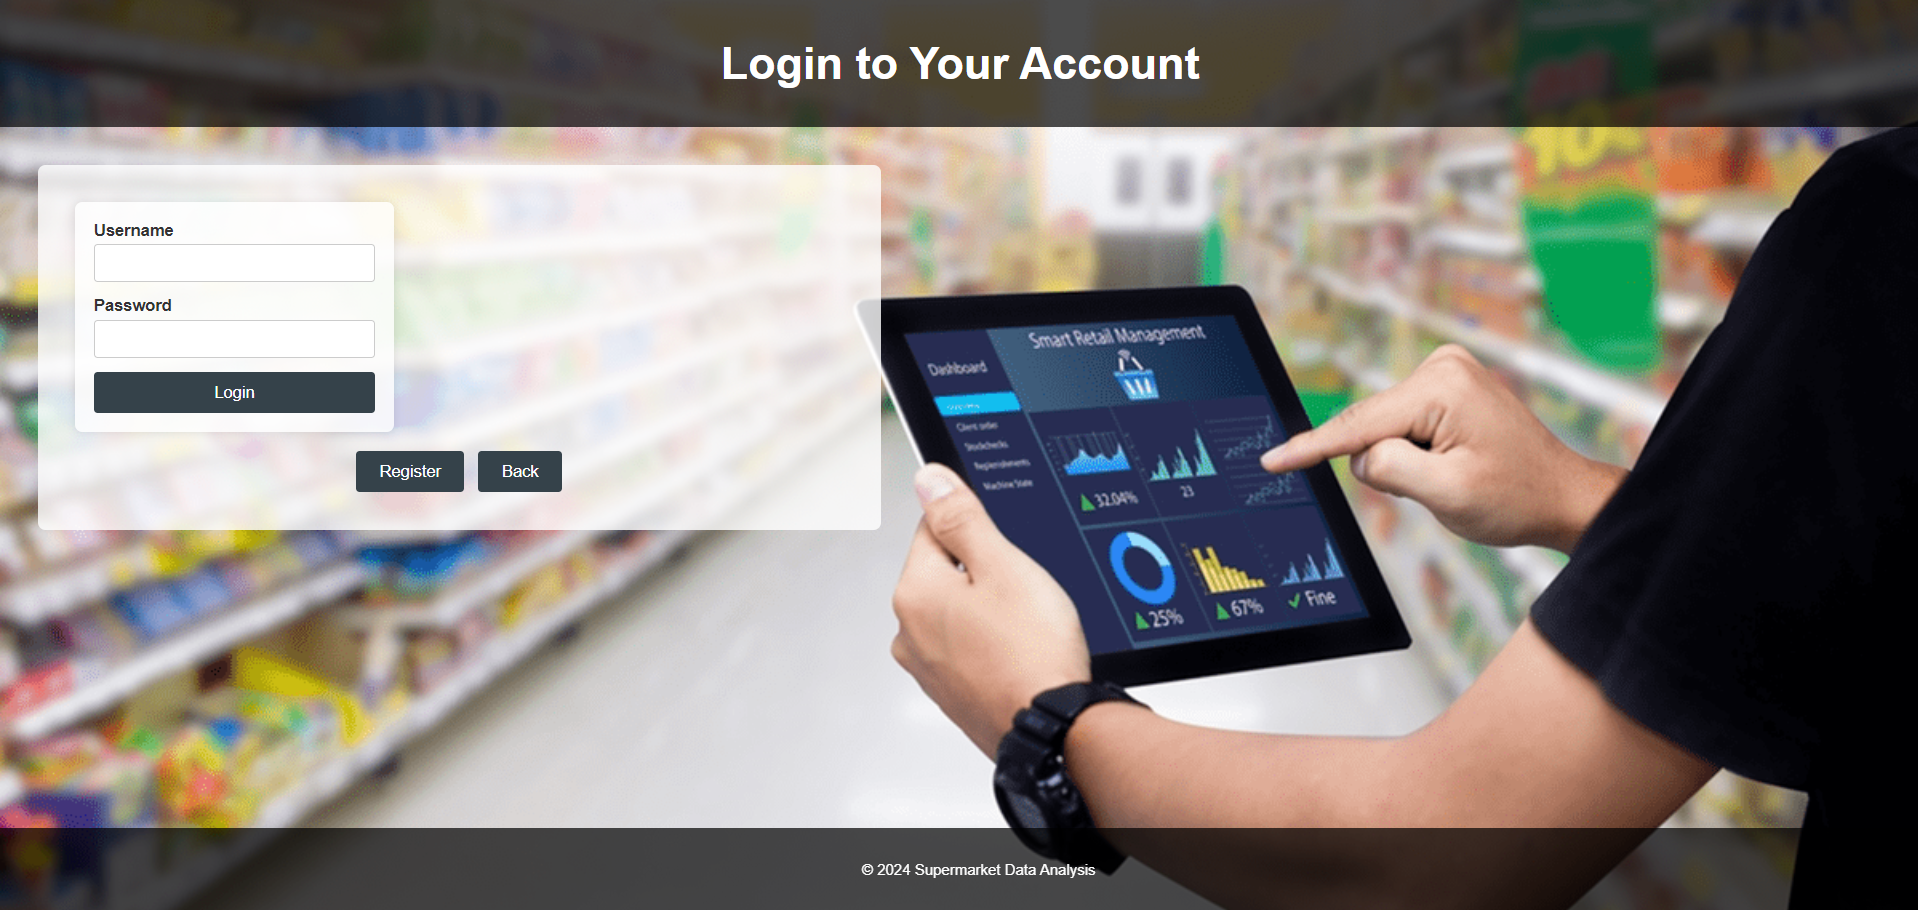 Login to Your Account
Username
Password
Login
Register
Back
Smart Retail Management
Dashboard
Client order
Stockchecks
Replenishments
Machine State
32.04%
23
25%
67%
Fine
10%
© 2024 Supermarket Data Analysis